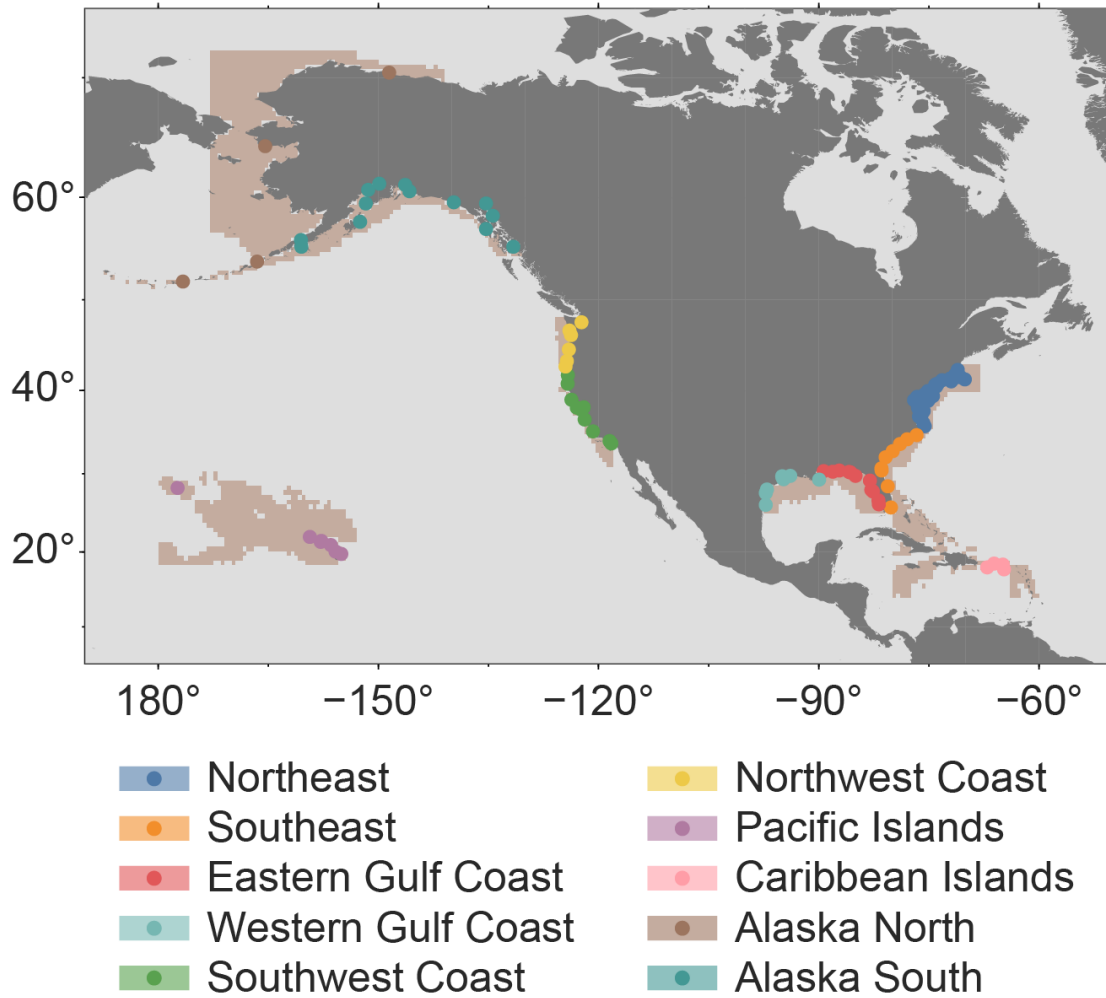 60°
40°
20°
180° −150° −120° −90° −60°
Northeast
Southeast
Eastern Gulf Coast
Western Gulf Coast
Southwest Coast
Northwest Coast
Pacific Islands
Caribbean Islands
Alaska North
Alaska South